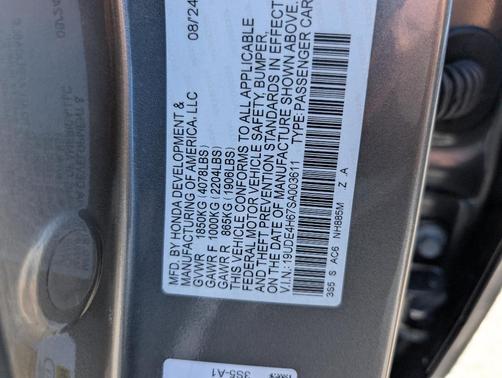 08/24
MFD. BY HONDA DEVELOPMENT &
MANUFACTURING OF AMERICA, LLC
GVWR 1850KG (4078LBS)
GAWR F 1000KG (2204LBS)
GAWR R 865KG (1906LBS)
THIS VEHICLE CONFORMS TO ALL APPLICABLE
FEDERAL MOTOR VEHICLE SAFETY, BUMPER,
AND THEFT PREVENTION STANDARDS IN EFFECT
ON THE DATE OF MANUFACTURE SHOWN ABOVE.
V.I.N.: 19UDE4H67SA003611 TYPE: PASSENGER CAR
3S5 S AC6 NH885M Z .A
3S5-A1